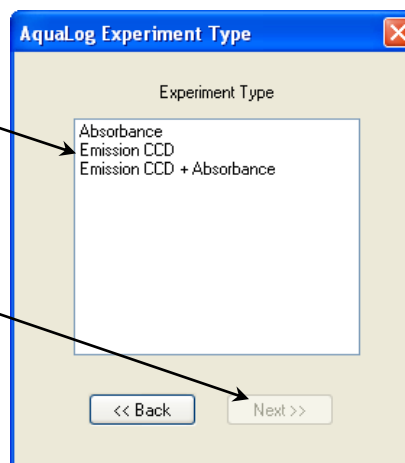 AquaLog Experiment Type
Experiment Type
Absorbance
Emission CCD
Emission CCD + Absorbance
<< Back Next >>